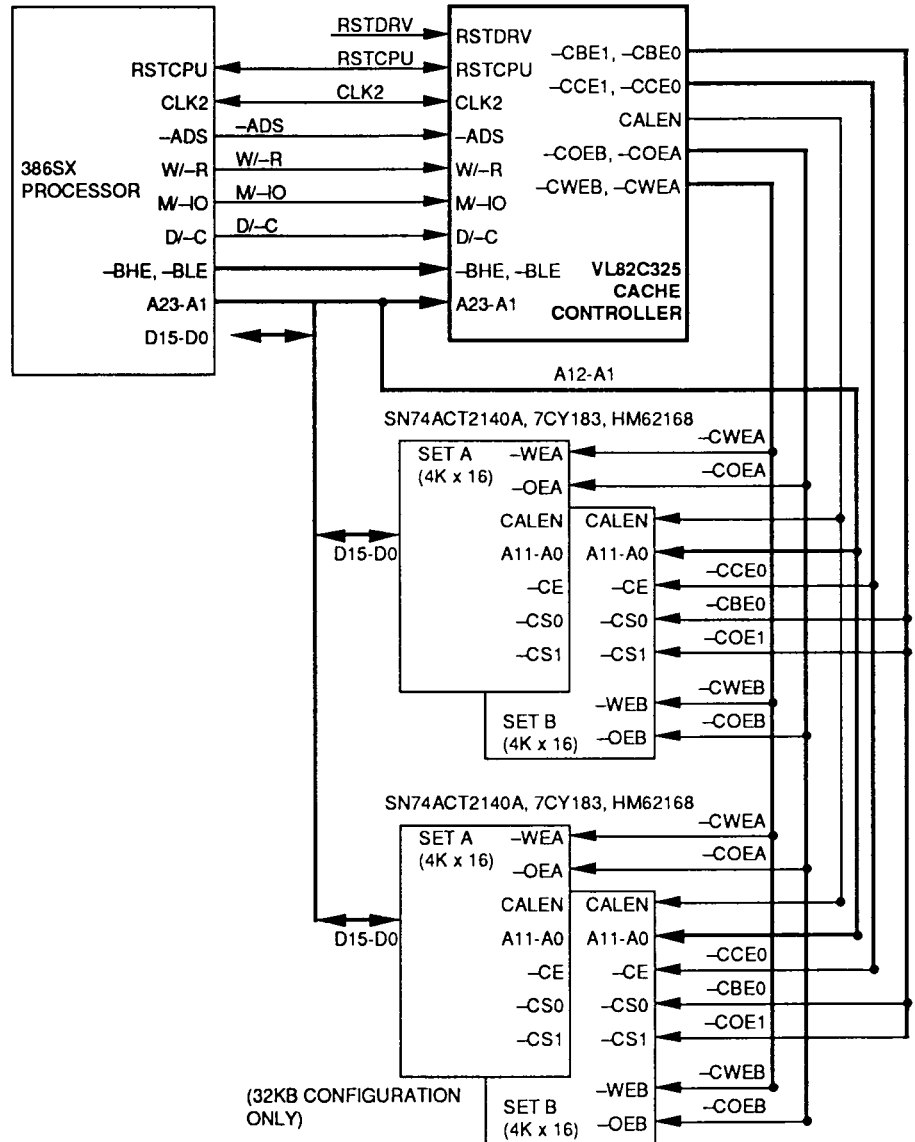 RSTDRV
RSTDRV
–CBE1, –CBE0
RSTCPU
RSTCPU
RSTCPU
–CCE1, –CCE0
CLK2
CLK2
CLK2
CALEN
–ADS
–ADS
–ADS
–COEB, –COEA
386SX
PROCESSOR
W/–R
W/–R
W/–R
–CWEB, –CWEA
M/–IO
M/–IO
M/–IO
D/–C
D/–C
D/–C
–BHE, –BLE
–BHE, –BLE
VL82C325
CACHE
CONTROLLER
A23-A1
A23-A1
D15-D0
A12-A1
SN74ACT2140A, 7CY183, HM62168
SET A
(4K x 16)
–WEA
–CWEA
–OEA
–COEA
CALEN
CALEN
D15-D0
A11-A0
A11-A0
–CE
–CE
–CCE0
–CS0
–CS0
–CBE0
–CS1
–CS1
–COE1
–WEB
–CWEB
SET B
(4K x 16)
–OEB
–COEB
SN74ACT2140A, 7CY183, HM62168
SET A
(4K x 16)
–WEA
–CWEA
–OEA
–COEA
CALEN
CALEN
D15-D0
A11-A0
A11-A0
–CE
–CE
–CCE0
–CS0
–CS0
–CBE0
–CS1
–CS1
–COE1
(32KB CONFIGURATION
ONLY)
–WEB
–CWEB
SET B
(4K x 16)
–OEB
–COEB